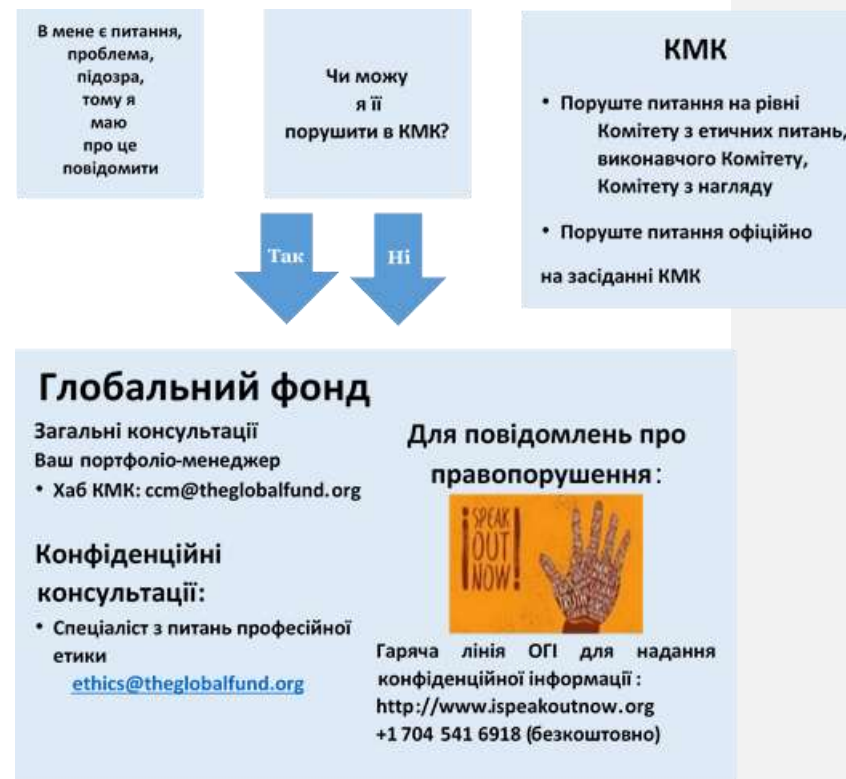 В мене є питання,
проблема,
підозра,
тому я
маю
про це
повідомити
Чи можу
я її
порушити в КМК?
КМК
• Поруште питання на рівні
Комітету з етичних питань,
виконавчого Комітету,
Комітету з нагляду
• Поруште питання офіційно
на засіданні КМК
Так
Ні
Глобальний фонд
Загальні консультації
Ваш портфоліо-менеджер
• Хаб КМК: ccm@theglobalfund.org
Конфіденційні
консультації:
• Спеціаліст з питань професійної
етики
ethics@theglobalfund.org
Для повідомлень про
правопорушення:
¡SPEAK
OUT
NOW!
Гаряча лінія ОГІ для надання
конфіденційної інформації :
http://www.ispeakoutnow.org
+1 704 541 6918 (безкоштовно)